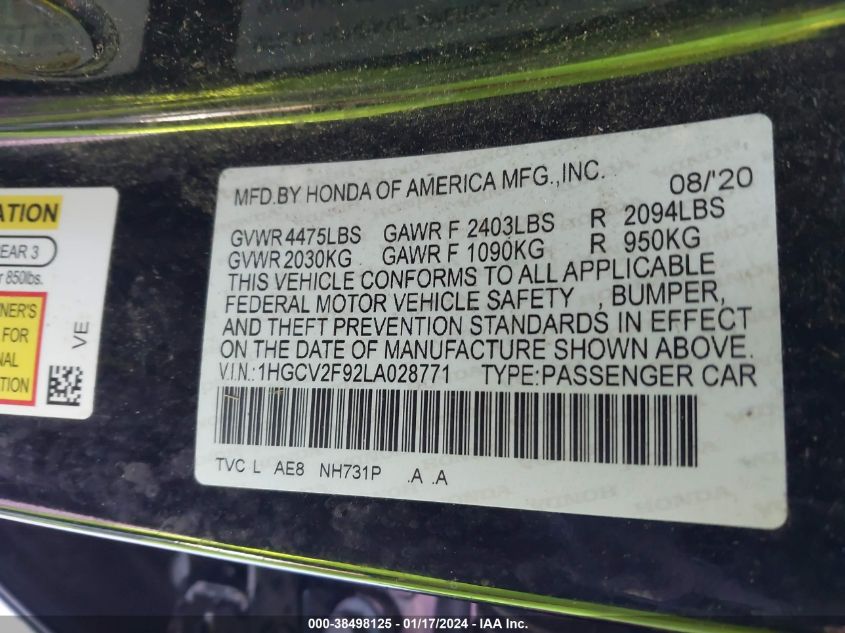 MFD.BY HONDA OF AMERICA MFG.,INC. 08/'20
GVWR 4475LBS GAWR F 2403LBS R 2094LBS
GVWR 2030KG GAWR F 1090KG R 950KG
THIS VEHICLE CONFORMS TO ALL APPLICABLE
FEDERAL MOTOR VEHICLE SAFETY , BUMPER,
AND THEFT PREVENTION STANDARDS IN EFFECT
ON THE DATE OF MANUFACTURE SHOWN ABOVE.
V.I.N.:1HGCV2F92LA028771 TYPE:PASSENGER CAR
TVC L AE8 NH731P .A .A
EAR 3
850lbs.
NER'S
FOR
VE
000-38498125 - 01/17/2024 - IAA Inc.